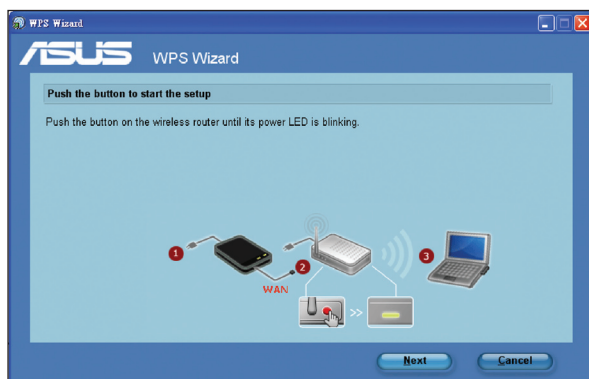 WPS Wizard
ASUS WPS Wizard
Push the button to start the setup
Push the button on the wireless router until its power LED is blinking.
1
2
3
WAN
>>
Next Cancel